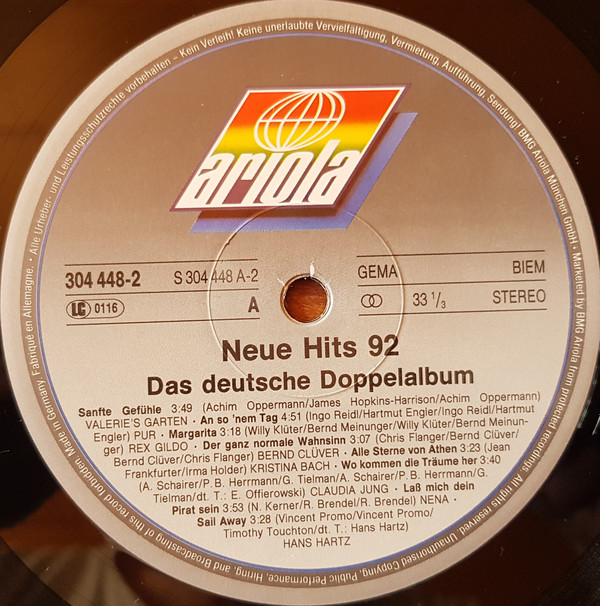 Alle Urheber- und Leistungsschutzrechte vorbehalten – Kein Verleih! Keine unerlaubte Vervielfältigung, Vermietung, Aufführung, Sendung! BMG Ariola München GmbH • Marketed by BMG Ariola from protected recordings. All rights reserved. Unauthorised Copying, Public Performance, Hiring, and Broadcasting of this record forbidden Made in Germany. Fabriqué en Allemagne. •
ariola
304 448-2 S 304 448 A-2 GEMA BIEM
LC 0116 A 33 1/3 STEREO
Neue Hits 92
Das deutsche Doppelalbum
Sanfte Gefühle 3:49 (Achim Oppermann/James Hopkins-Harrison/Achim Oppermann)
VALERIE'S GARTEN · An so 'nem Tag 4:51 (Ingo Reidl/Hartmut Engler/Ingo Reidl/Hartmut
Engler) PUR · Margarita 3:18 (Willy Klüter/Bernd Meinunger/Willy Klüter/Bernd Meinun-
ger) REX GILDO · Der ganz normale Wahnsinn 3:07 (Chris Flanger/Bernd Clüver/
Bernd Clüver/Chris Flanger) BERND CLÜVER · Alle Sterne von Athen 3:23 (Jean
Frankfurter/Irma Holder) KRISTINA BACH · Wo kommen die Träume her 3:40
(A. Schairer/P. B. Herrmann/G. Tielman/A. Schairer/P. B. Herrmann/G.
Tielman/dt. T.: E. Offierowski) CLAUDIA JUNG · Laß mich dein
Pirat sein 3:53 (N. Kerner/R. Brendel/R. Brendel) NENA ·
Sail Away 3:28 (Vincent Promo/Vincent Promo/
Timothy Touchton/dt. T.: Hans Hartz)
HANS HARTZ